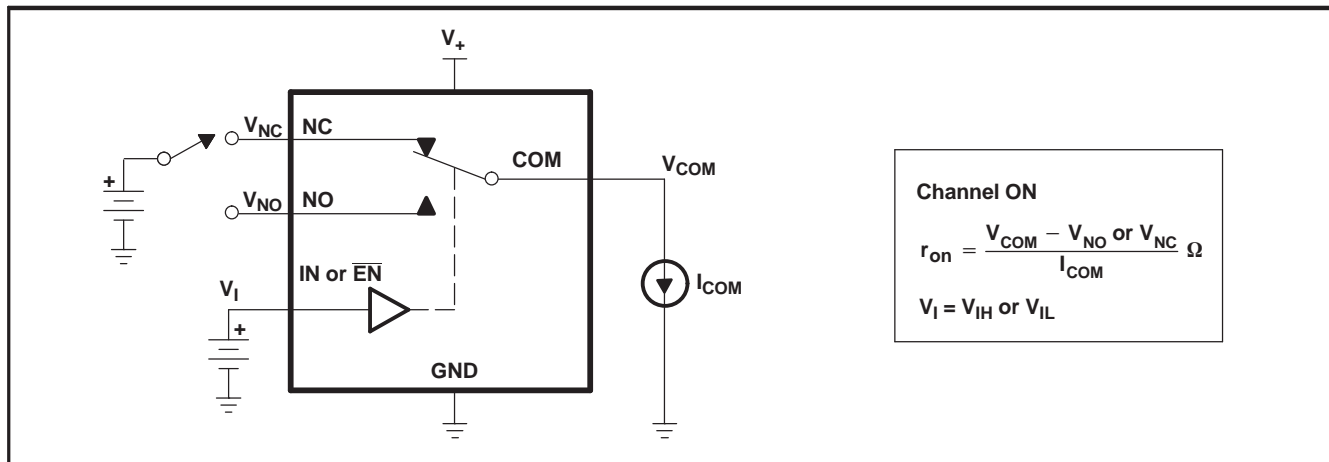 V+
VNC NC
COM
VCOM
+
VNO NO
IN or EN
VI
+
ICOM
GND
Channel ON
ron = VCOM − VNO or VNC / ICOM Ω
VI = VIH or VIL